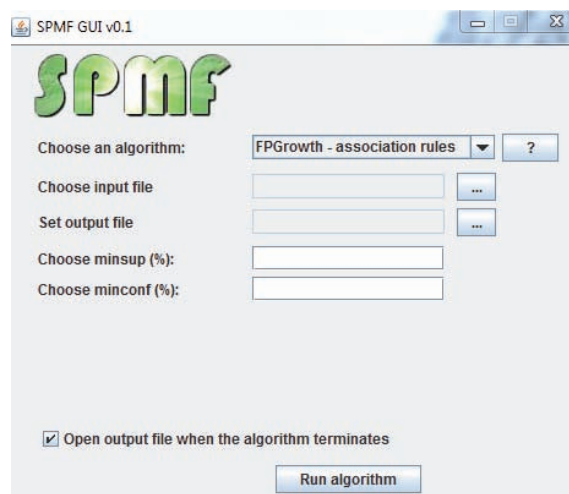 SPMF GUI v0.1
SPMF
Choose an algorithm: FPGrowth - association rules ?
Choose input file ...
Set output file ...
Choose minsup (%):
Choose minconf (%):
Open output file when the algorithm terminates
Run algorithm